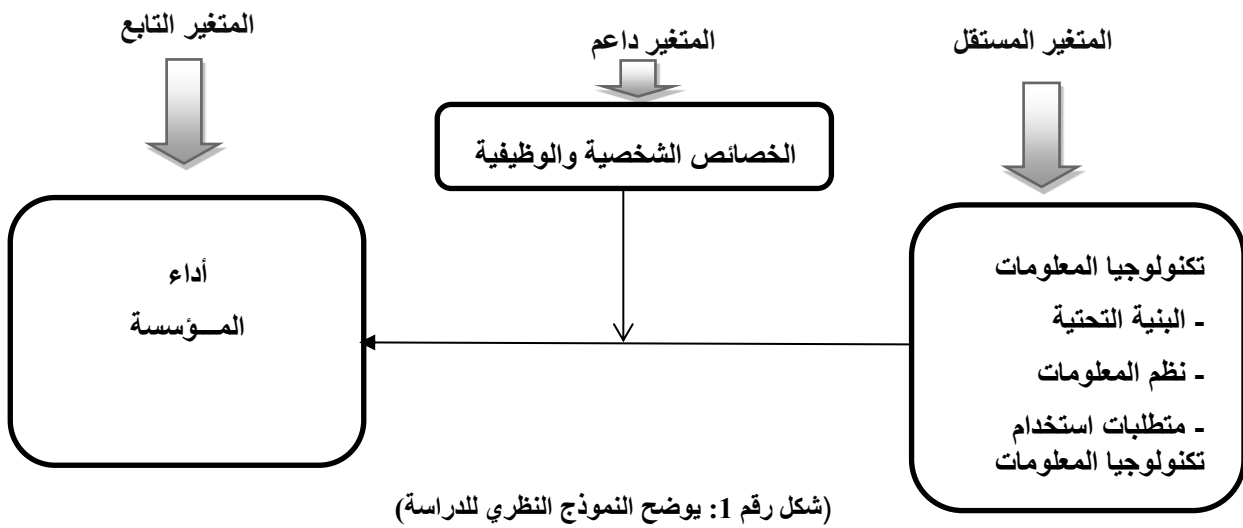 المتغير المستقل
المتغير داعم
المتغير التابع
الخصائص الشخصية والوظيفية
تكنولوجيا المعلومات
- البنية التحتية
- نظم المعلومات
- متطلبات استخدام
تكنولوجيا المعلومات
أداء
المـــؤسسة
(شكل رقم 1: يوضح النموذج النظري للدراسة)